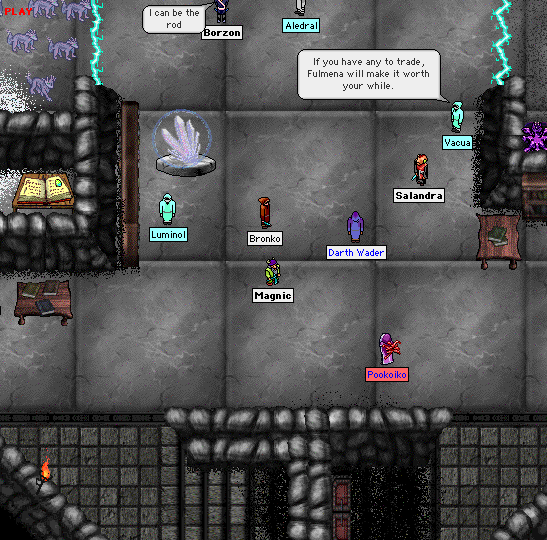 PLAY
I can be the
rod
Borzon
Aledral
If you have any to trade,
Fulmena will make it worth
your while.
Vacua
Salandra
Luminol
Bronko
Darth Wader
Magnic
Pookoiko